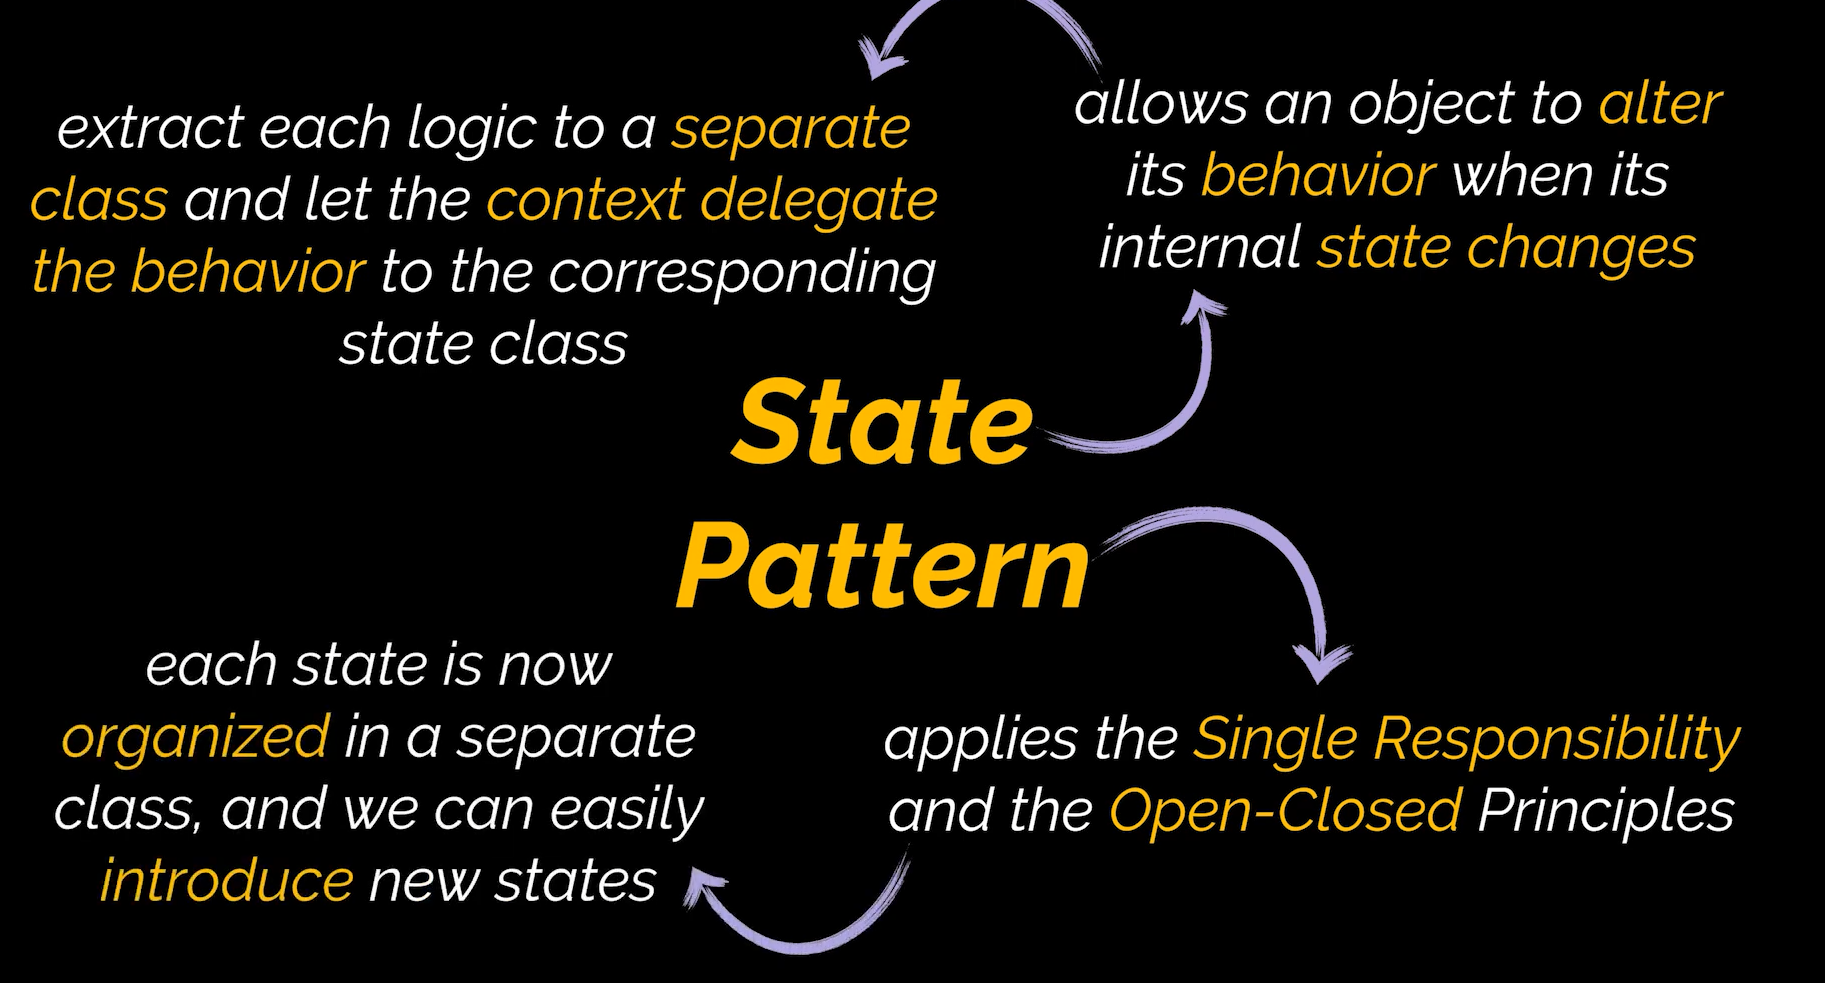 extract each logic to a separate
class and let the context delegate
the behavior to the corresponding
state class
allows an object to alter
its behavior when its
internal state changes
State
Pattern
each state is now
organized in a separate
class, and we can easily
introduce new states
applies the Single Responsibility
and the Open-Closed Principles